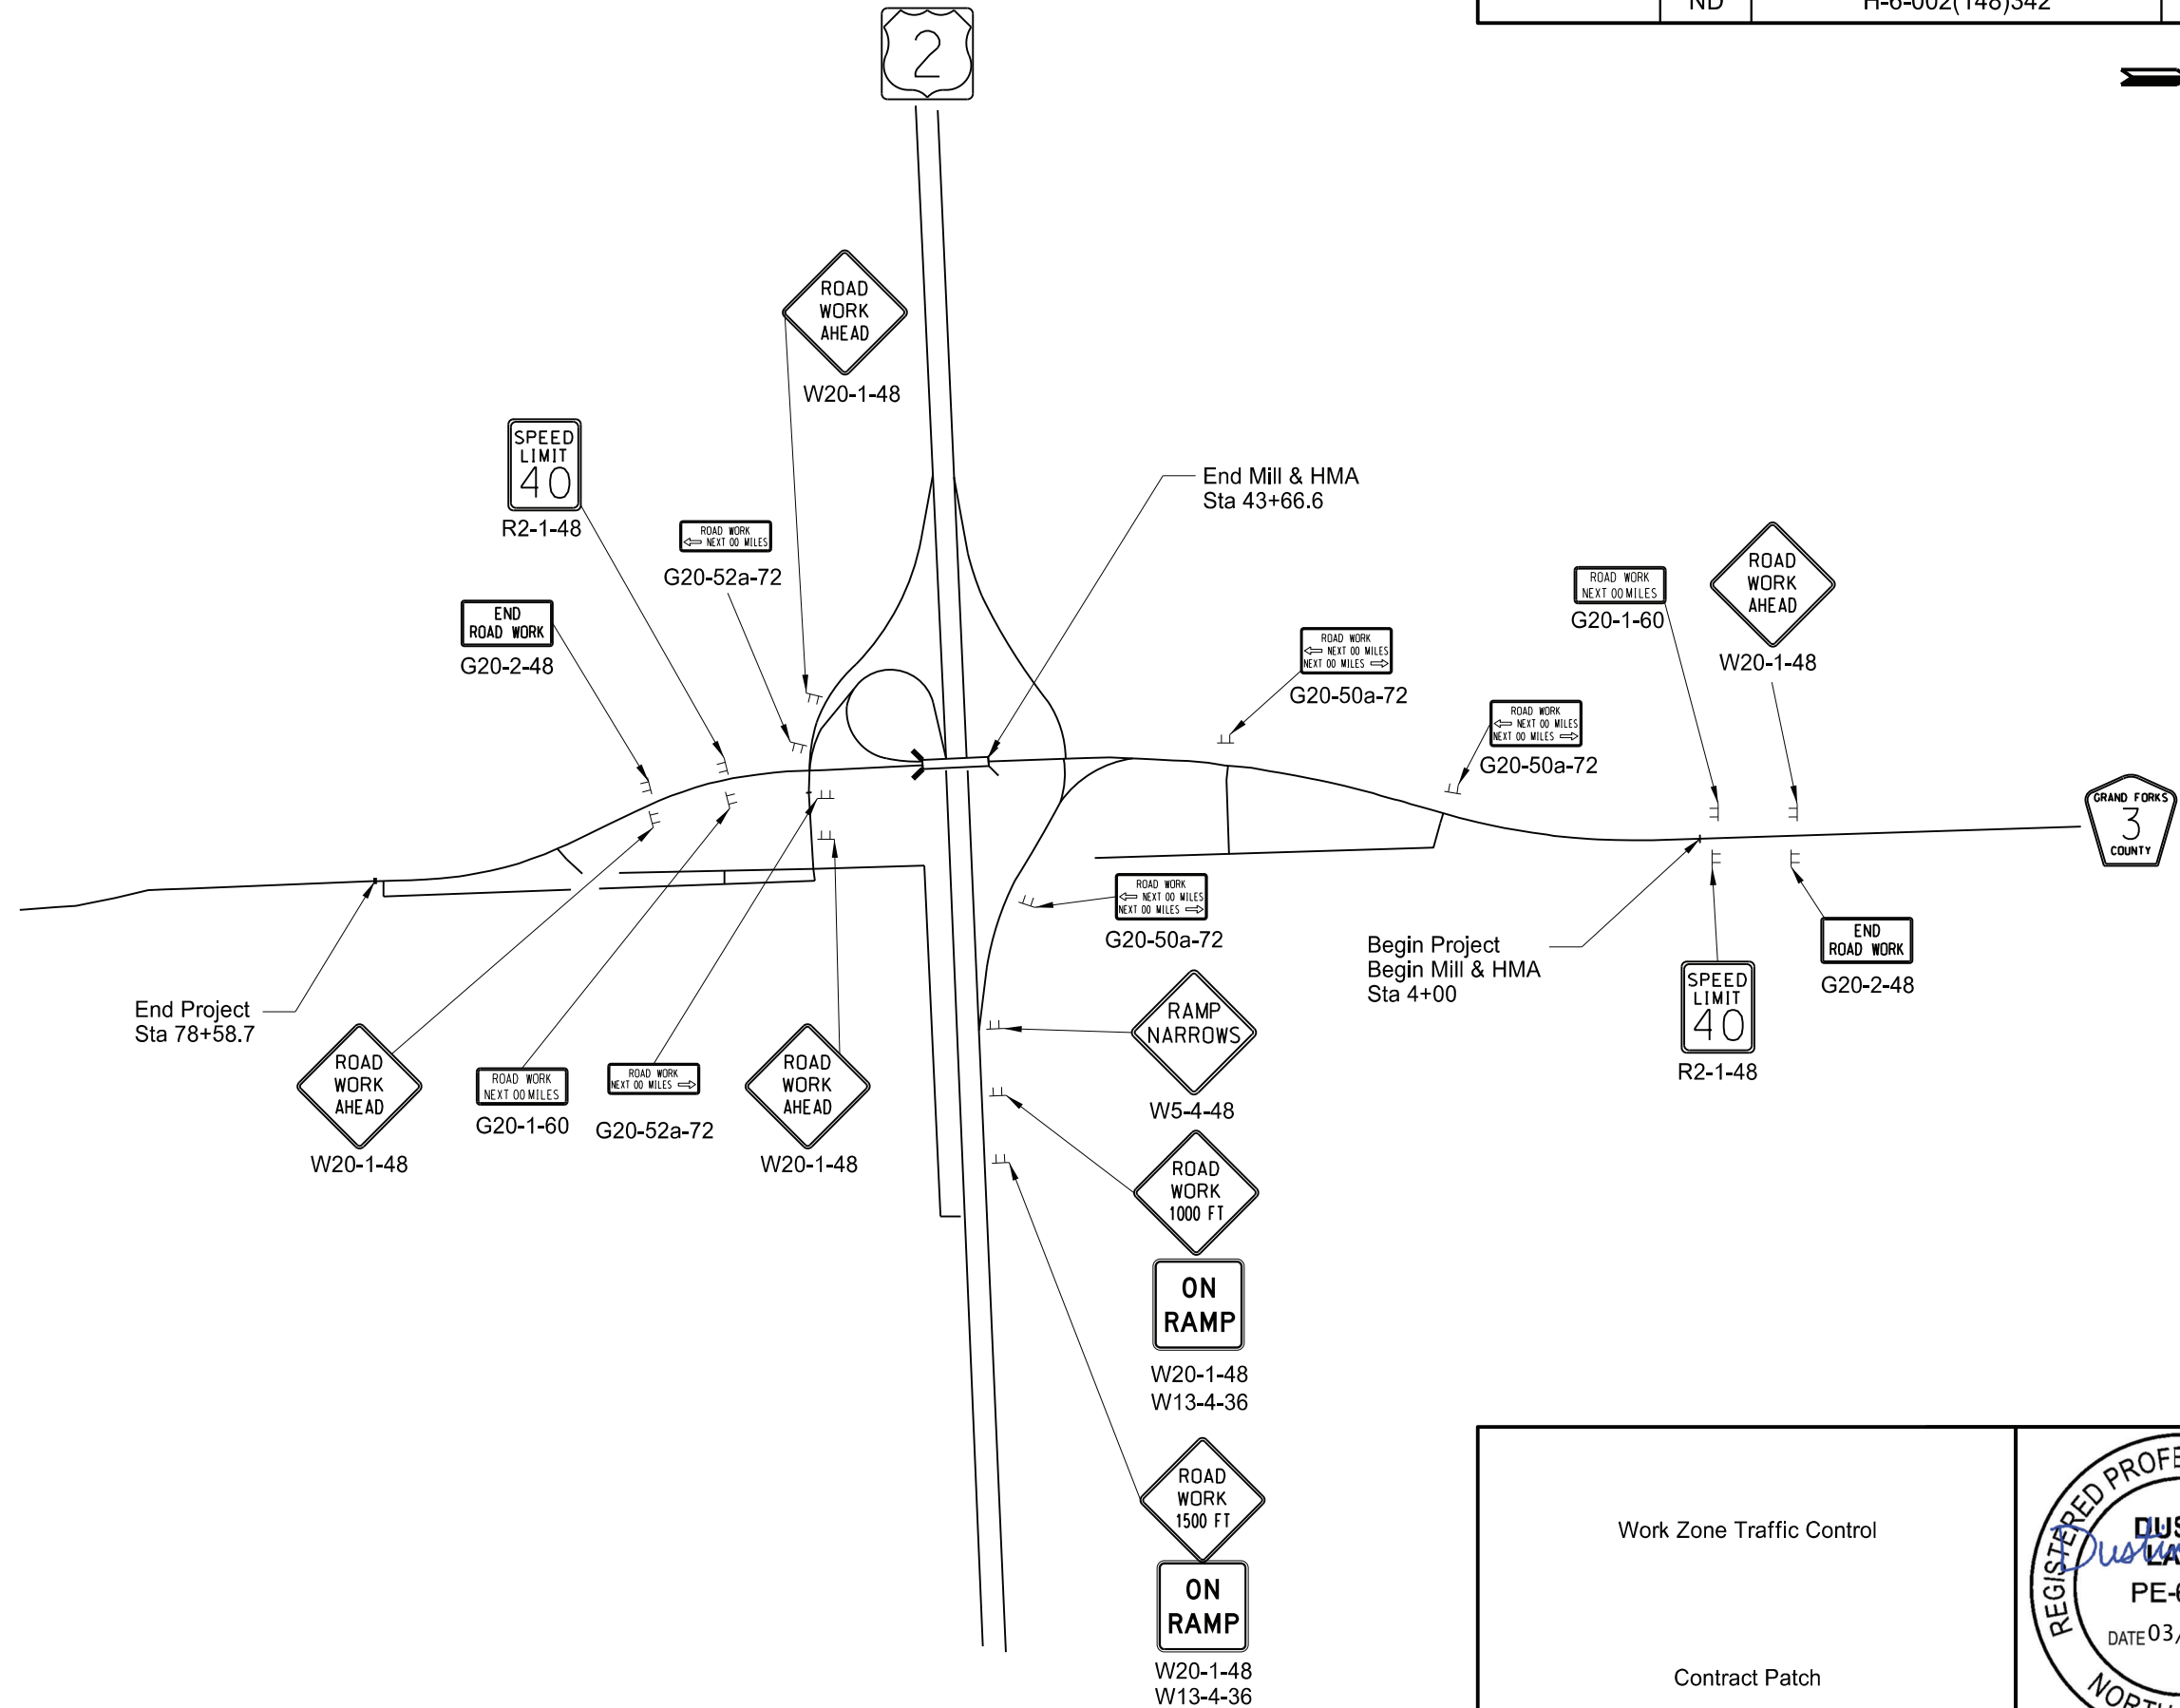 ND
H-6-002(148)342
2
ROAD
WORK
AHEAD
W20-1-48
SPEED
LIMIT
40
R2-1-48
ROAD WORK
NEXT 00 MILES
G20-52a-72
END
ROAD WORK
G20-2-48
End Mill & HMA
Sta 43+66.6
ROAD WORK
NEXT 00 MILES
NEXT 00 MILES
G20-50a-72
ROAD WORK
NEXT 00 MILES
NEXT 00 MILES
G20-50a-72
ROAD WORK
NEXT 00 MILES
G20-1-60
ROAD
WORK
AHEAD
W20-1-48
GRAND FORKS
3
COUNTY
ROAD WORK
NEXT 00 MILES
NEXT 00 MILES
G20-50a-72
Begin Project
Begin Mill & HMA
Sta 4+00
END
ROAD WORK
G20-2-48
SPEED
LIMIT
40
R2-1-48
End Project
Sta 78+58.7
ROAD
WORK
AHEAD
W20-1-48
ROAD WORK
NEXT 00 MILES
G20-1-60
ROAD WORK
NEXT 00 MILES
G20-52a-72
ROAD
WORK
AHEAD
W20-1-48
RAMP
NARROWS
W5-4-48
ROAD
WORK
1000 FT
ON
RAMP
W20-1-48
W13-4-36
ROAD
WORK
1500 FT
ON
RAMP
W20-1-48
W13-4-36
Work Zone Traffic Control
Contract Patch
REGISTERED
Dustin
PE-
DATE 03/